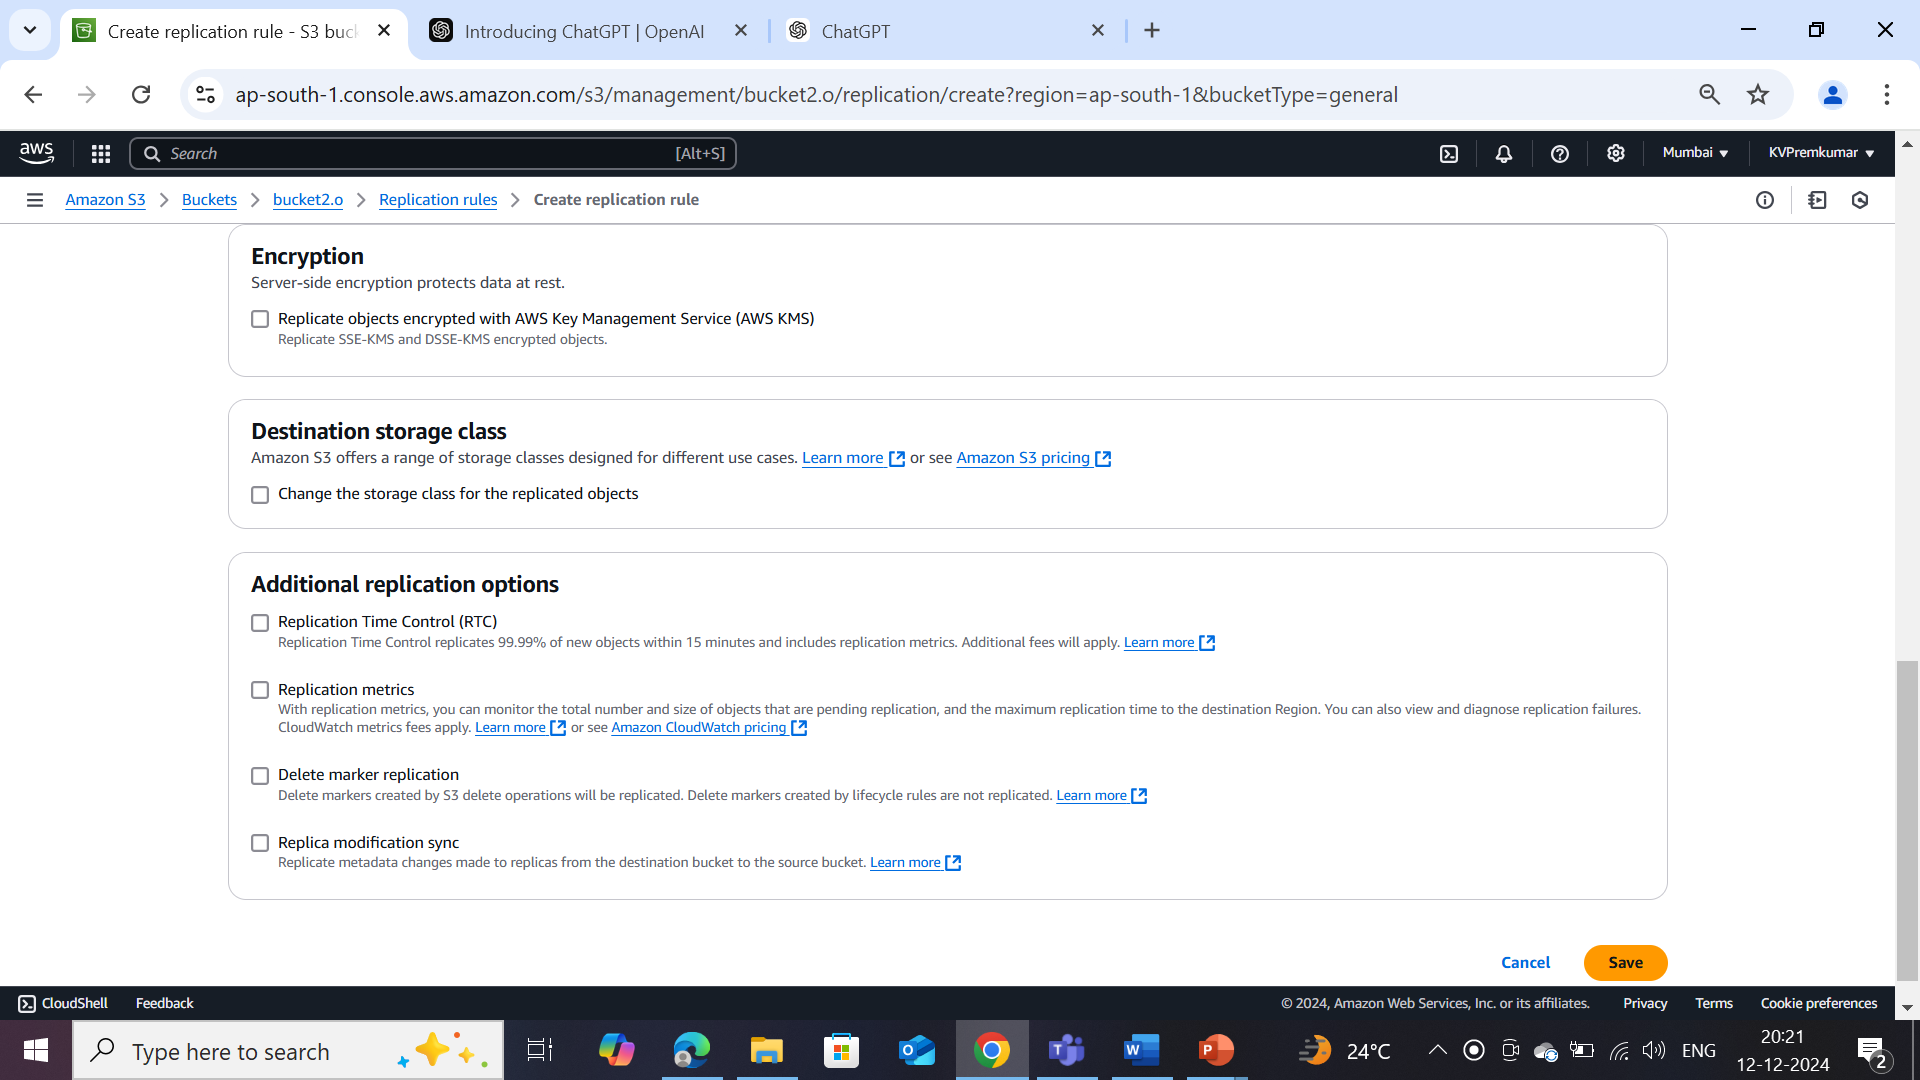 Create replication rule - S3 buck
Introducing ChatGPT | OpenAI
ChatGPT
ap-south-1.console.aws.amazon.com/s3/management/bucket2.o/replication/create?region=ap-south-1&bucketType=general
aws
Search
[Alt+S]
Mumbai
KVPremkumar
Amazon S3
Buckets
bucket2.o
Replication rules
Create replication rule
Encryption
Server-side encryption protects data at rest.
Replicate objects encrypted with AWS Key Management Service (AWS KMS)
Replicate SSE-KMS and DSSE-KMS encrypted objects.
Destination storage class
Amazon S3 offers a range of storage classes designed for different use cases. Learn more or see Amazon S3 pricing
Change the storage class for the replicated objects
Additional replication options
Replication Time Control (RTC)
Replication Time Control replicates 99.99% of new objects within 15 minutes and includes replication metrics. Additional fees will apply. Learn more
Replication metrics
With replication metrics, you can monitor the total number and size of objects that are pending replication, and the maximum replication time to the destination Region. You can also view and diagnose replication failures.
CloudWatch metrics fees apply. Learn more or see Amazon CloudWatch pricing
Delete marker replication
Delete markers created by S3 delete operations will be replicated. Delete markers created by lifecycle rules are not replicated. Learn more
Replica modification sync
Replicate metadata changes made to replicas from the destination bucket to the source bucket. Learn more
Cancel
Save
CloudShell
Feedback
© 2024, Amazon Web Services, Inc. or its affiliates.
Privacy
Terms
Cookie preferences
Type here to search
24°C
ENG
20:21
12-12-2024
2